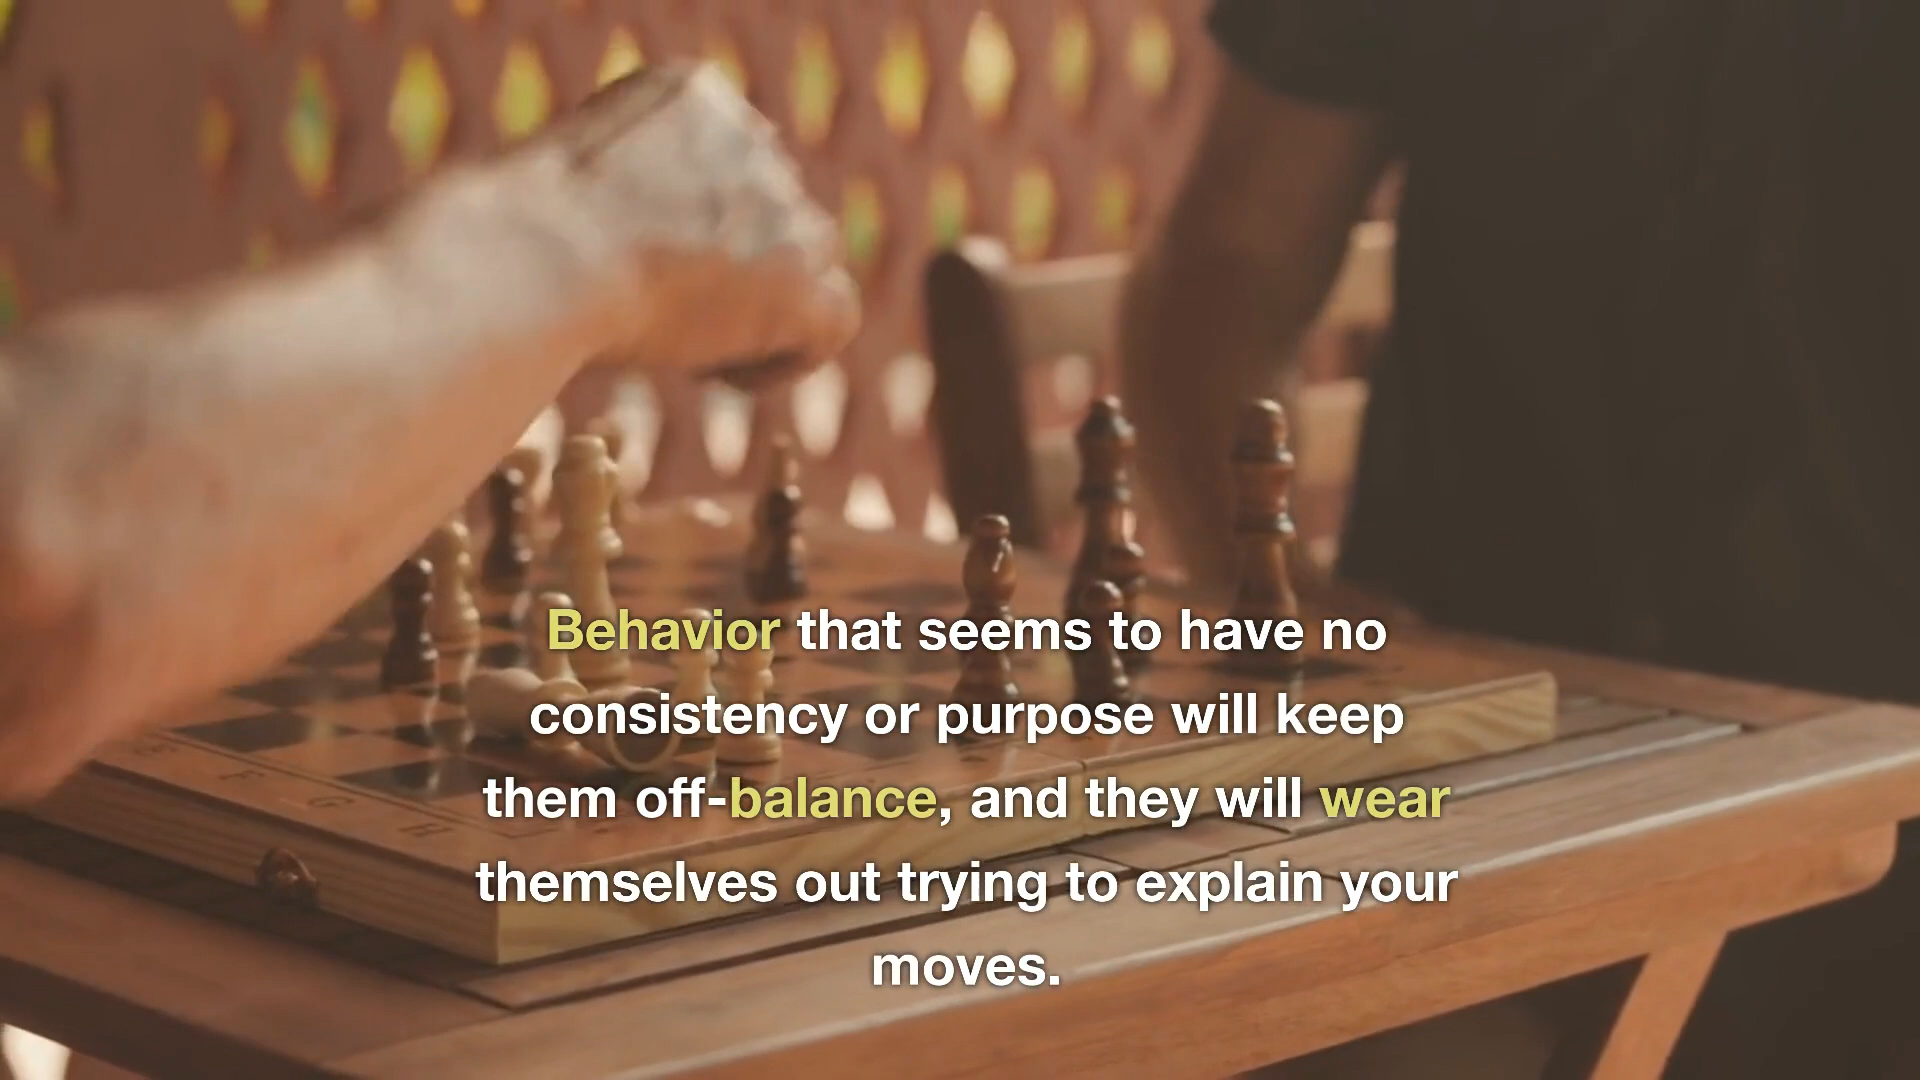 Behavior that seems to have no
consistency or purpose will keep
them off-balance, and they will wear
themselves out trying to explain your
moves.
F
G
H